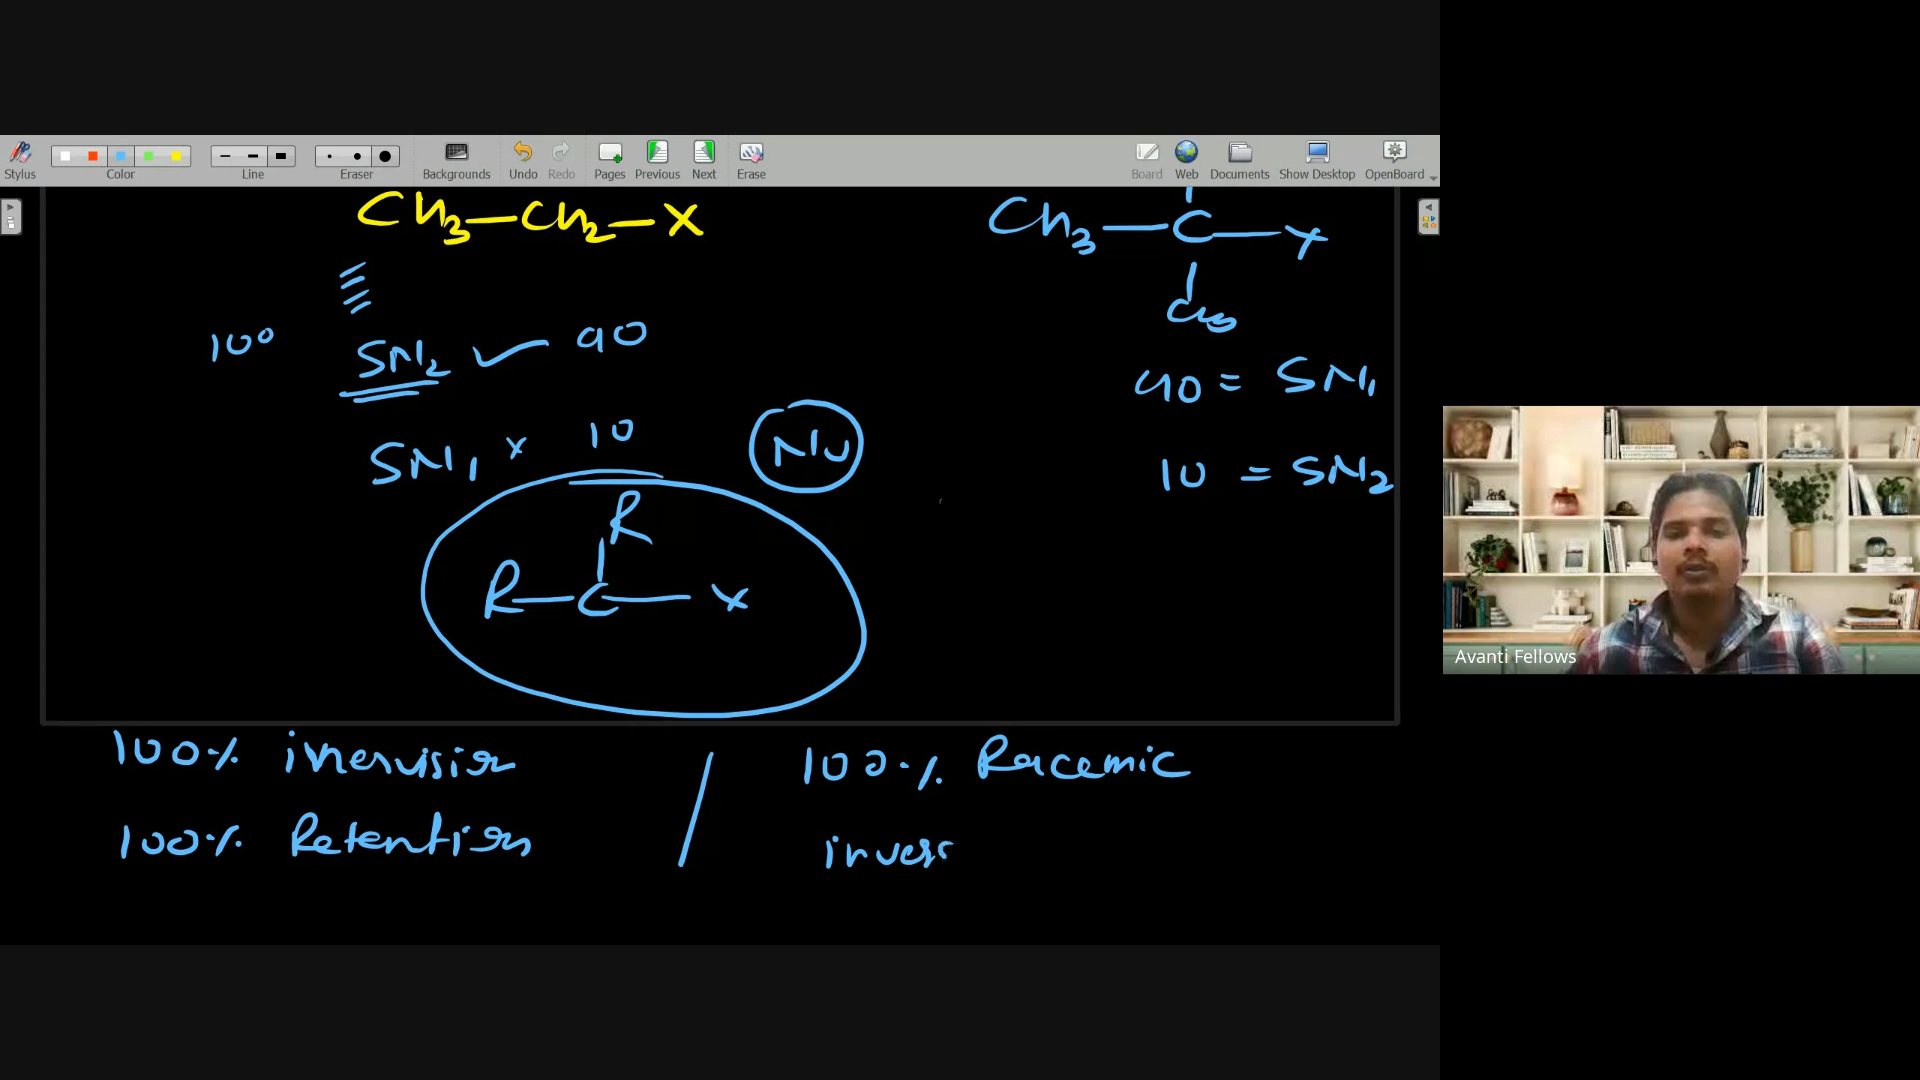 Stylus Color Line Eraser Backgrounds Undo Redo Pages Previous Next Erase Board Web Documents Show Desktop OpenBoard
CH3—CH2—X
CH3—C—X
CH3
100
SN2 ✓ 90
90 = SN1
SN1 × 10
Nu
10 = SN2
R
R—C—X
100% inervision
100% Racemic
100% Retention
invers
Avanti Fellows